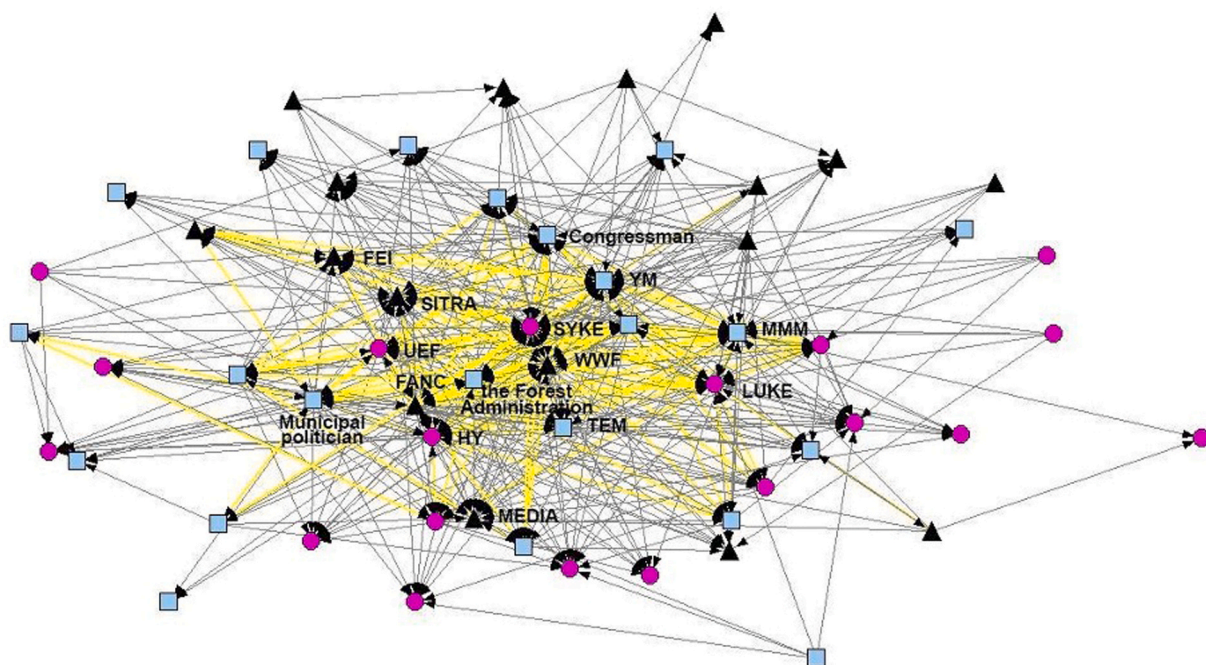 Congressman
FEI
YM
SITRA
SYKE
MMM
UEF
WWF
FANC
the Forest
Administration
LUKE
Municipal
politician
HY
TEM
MEDIA